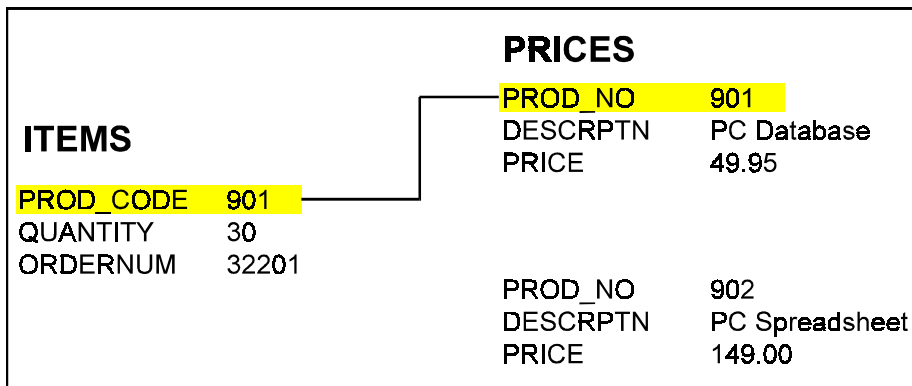 ITEMS
PROD_CODE 901
QUANTITY 30
ORDERNUM 32201
PRICES
PROD_NO 901
DESCRPTN PC Database
PRICE 49.95
PROD_NO 902
DESCRPTN PC Spreadsheet
PRICE 149.00